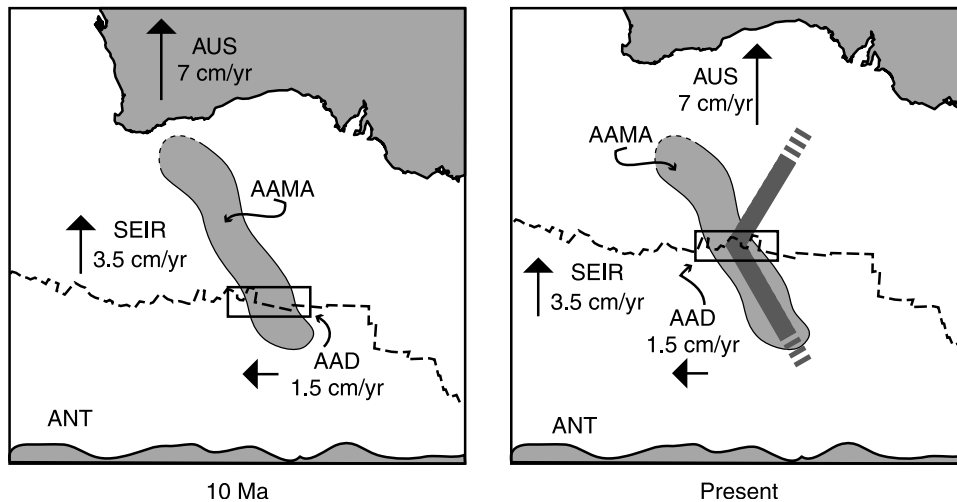 AUS
7 cm/yr
AAMA
SEIR
3.5 cm/yr
AAD
1.5 cm/yr
ANT
10 Ma
AUS
7 cm/yr
AAMA
SEIR
3.5 cm/yr
AAD
1.5 cm/yr
ANT
Present